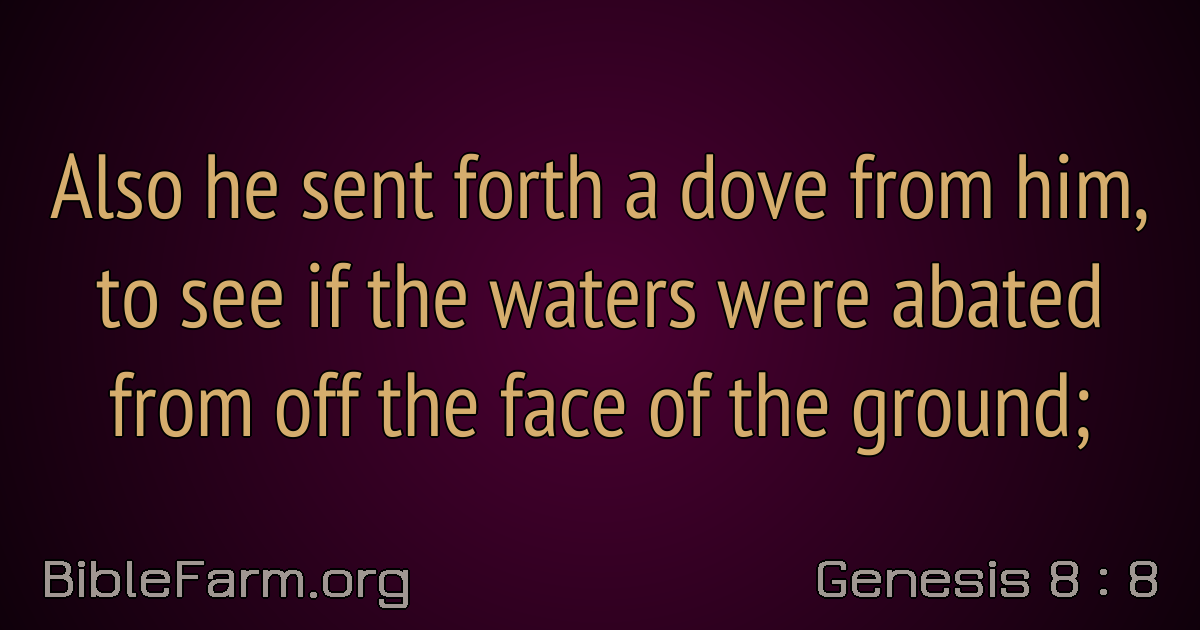 Also he sent forth a dove from him,
to see if the waters were abated
from off the face of the ground;
BibleFarm.org
Genesis 8 : 8